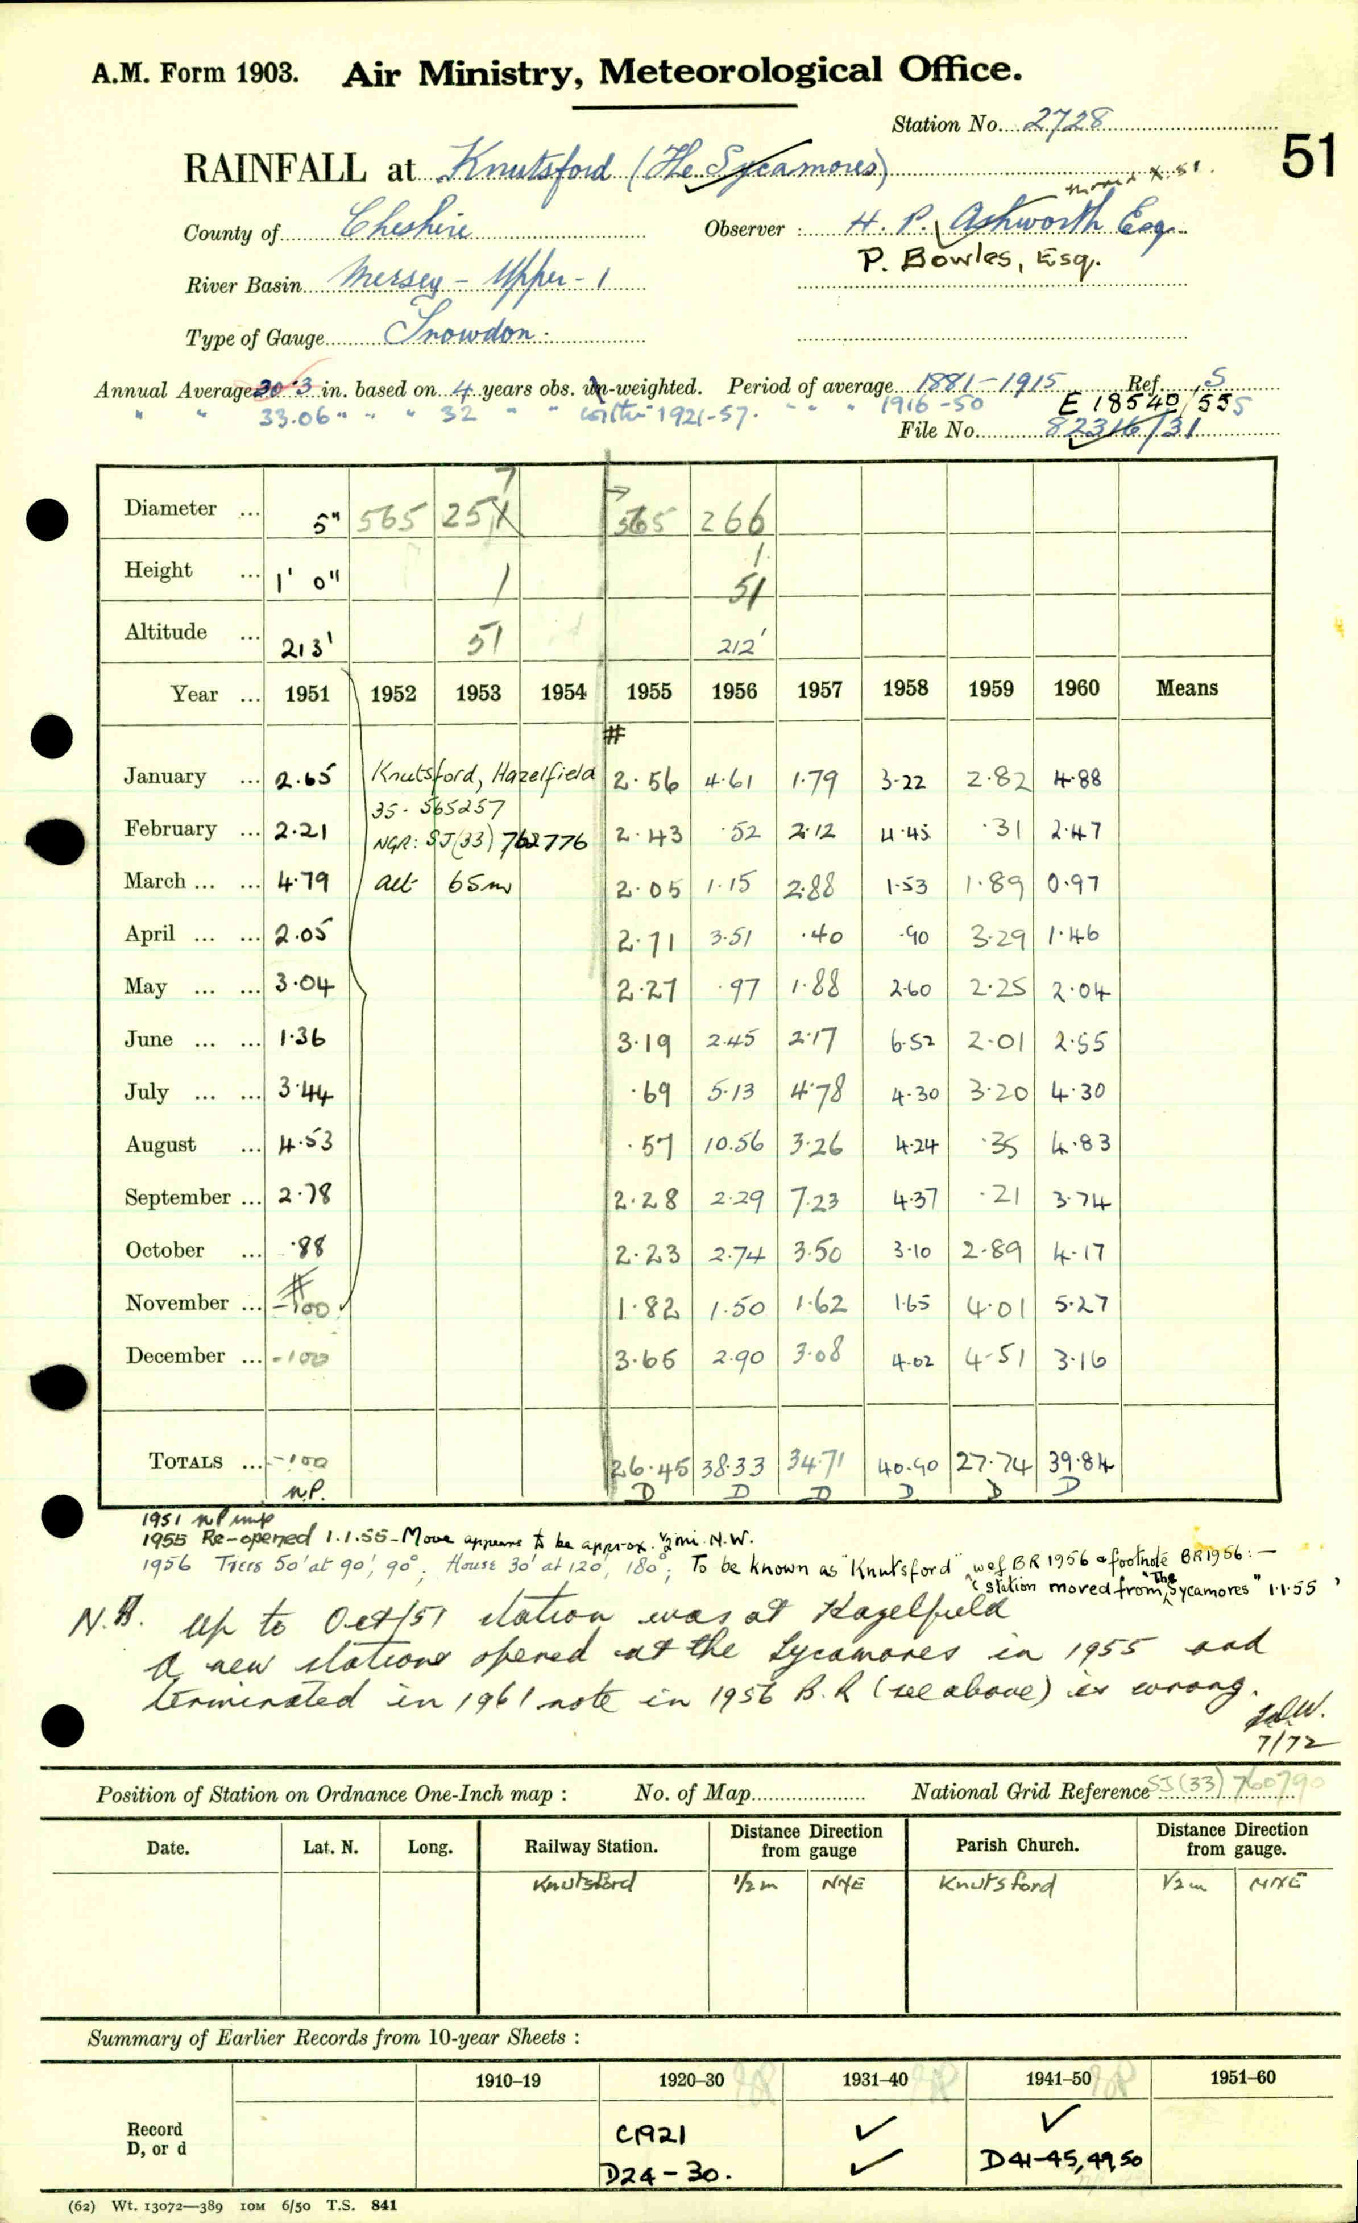 A.M. Form 1903. Air Ministry, Meteorological Office.
Station No. 2728
51
RAINFALL at Knutsford (The Sycamores)
moved X.51.
County of Cheshire Observer : H. P. Ashworth Esq.
P. Bowles, Esq.
River Basin Mersey - Upper - 1
Type of Gauge Snowdon.
Annual Average 30.3 in. based on 4 years obs. un-weighted. Period of average 1881-1915 Ref. S
" " 33.06 " " " 32 " " " 1921-57. " " " 1916-50 E 18540/55
File No. 82316/31
Diameter ... 5" 565 251 7 565 266
Height ... 1' 0" 1 1 51
Altitude ... 213' 51 212'
Year ... 1951 1952 1953 1954 1955 1956 1957 1958 1959 1960 Means
#
January ... 2.65 Knutsford, Hazelfield 2.56 4.61 1.79 3.22 2.82 4.88
35- 565257
February ... 2.21 NGR: SJ(33) 762776 2.43 .52 2.12 4.45 .31 2.47
March ... ... 4.79 alt 65m 2.05 1.15 2.88 1.53 1.89 0.97
April ... ... 2.05 2.71 3.51 .40 .90 3.29 1.46
May ... ... 3.04 2.27 .97 1.88 2.60 2.25 2.04
June ... ... 1.36 3.19 2.45 2.17 6.52 2.01 2.55
July ... ... 3.44 .69 5.13 4.78 4.30 3.20 4.30
August ... 4.53 .57 10.56 3.26 4.24 .35 4.83
September ... 2.78 2.28 2.29 7.23 4.37 .21 3.74
October ... .88 2.23 2.74 3.50 3.10 2.89 4.17
#
November ... -100 1.82 1.50 1.62 1.65 4.01 5.27
December ... -100 3.65 2.90 3.08 4.02 4.51 3.16
TOTALS ... -100 26.45 38.33 34.71 40.90 27.74 39.84
n.P. D D D D D D
1951 n.P.
1955 Re-opened 1.1.55 - Move appears to be approx. ½ mi. N.W.
1956 Trees 50' at 90', 90°; House 30' at 120', 180°; To be known as "Knutsford" wef BR 1956 & footnote BR1956:-
"station moved from "The Sycamores" 1.1.55"
N.B. Up to Oct/51 station was at Hazelfield
A new station opened at the Sycamores in 1955 and
terminated in 1961 note in 1956 B.R (see above) is wrong.
7/72
Position of Station on Ordnance One-Inch map : No. of Map National Grid Reference SJ(33) 760790
Date. Lat. N. Long. Railway Station. Distance Direction from gauge Parish Church. Distance Direction from gauge.
Knutsford 1/2 m NNE Knutsford 1/2 m NNE
Summary of Earlier Records from 10-year Sheets :
1910–19 1920–30 1931–40 1941–50 1951–60
Record C1921 ✓ ✓
D, or d D24-30. ✓ D41-45, 49, 50
(62) Wt. 13072—389 10M 6/50 T.S. 841